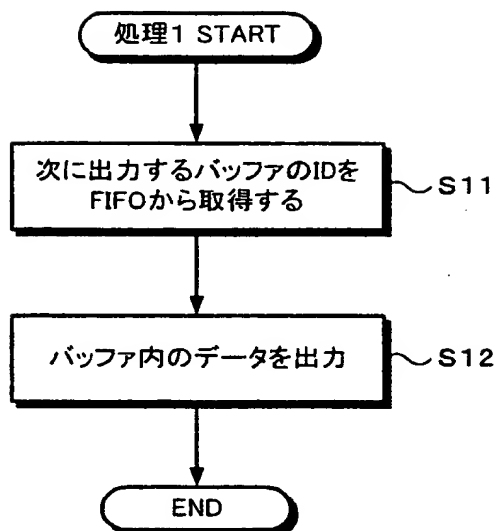 処理1 START
次に出力するバッファのIDを
FIFOから取得する
S11
バッファ内のデータを出力
S12
END